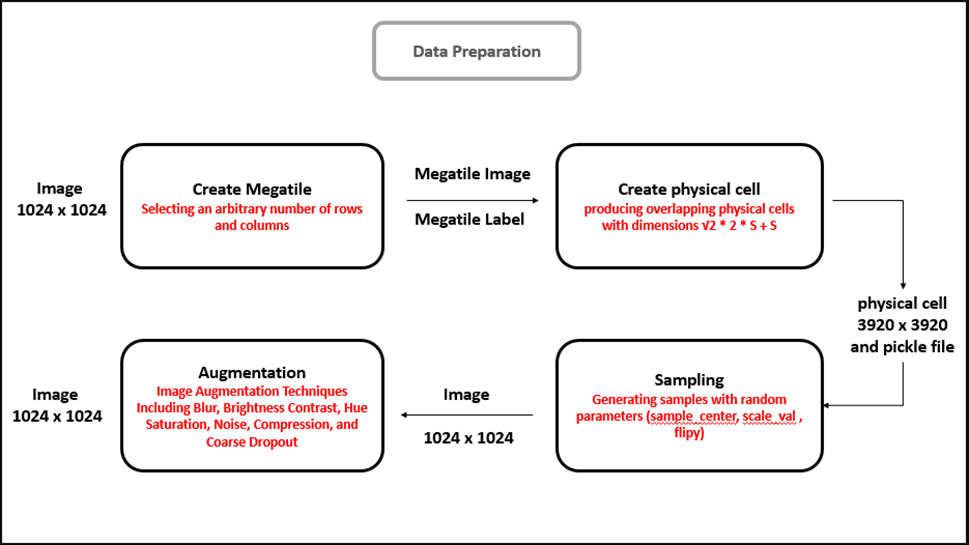 Data Preparation
Image
1024 x 1024
Create Megatile
Selecting an arbitrary number of rows
and columns
Megatile Image
Megatile Label
Create physical cell
producing overlapping physical cells
with dimensions √2 * 2 * S + S
physical cell
3920 x 3920
and pickle file
Sampling
Generating samples with random
parameters (sample_center, scale_val ,
flipy)
Image
1024 x 1024
Augmentation
Image Augmentation Techniques
Including Blur, Brightness Contrast, Hue
Saturation, Noise, Compression, and
Coarse Dropout
Image
1024 x 1024